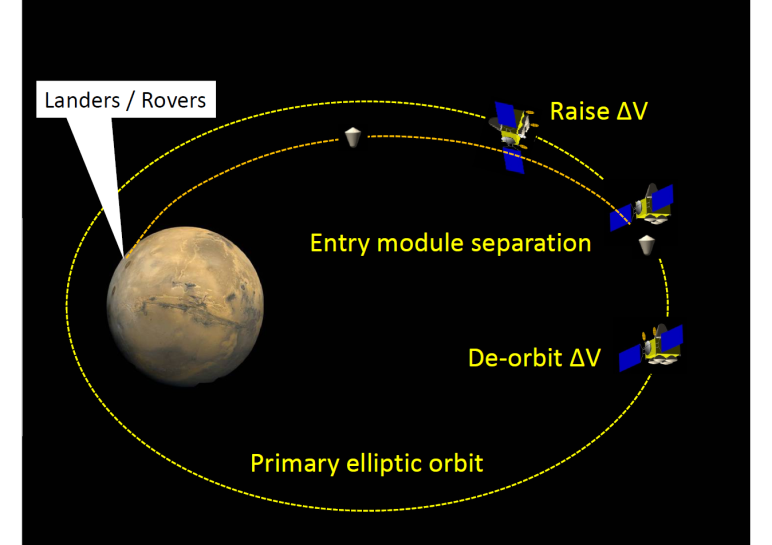 Landers / Rovers
Raise ΔV
Entry module separation
De-orbit ΔV
Primary elliptic orbit